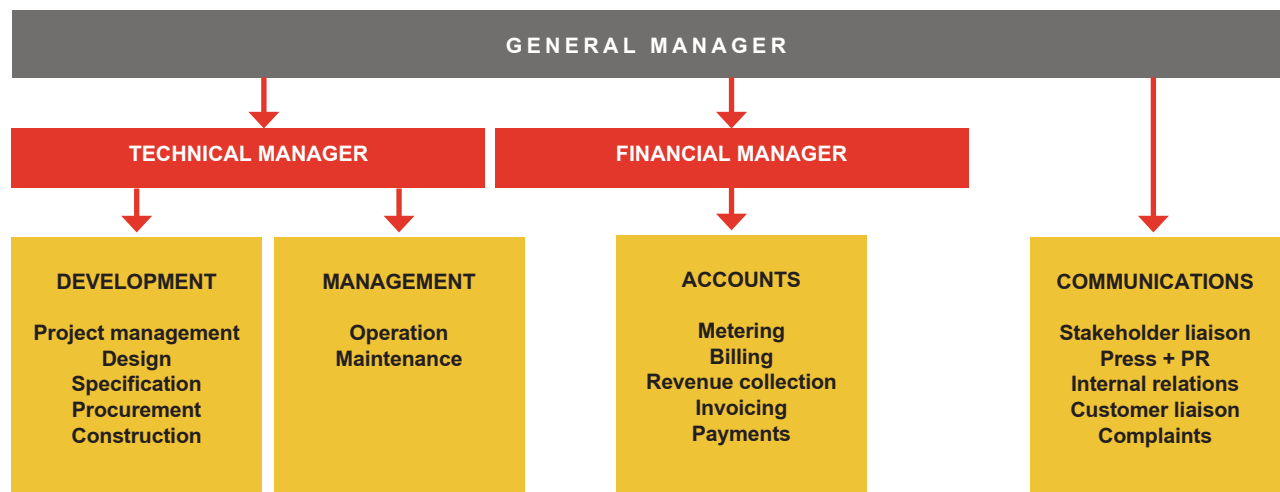 GENERAL MANAGER
TECHNICAL MANAGER
FINANCIAL MANAGER
DEVELOPMENT
Project management
Design
Specification
Procurement
Construction
MANAGEMENT
Operation
Maintenance
ACCOUNTS
Metering
Billing
Revenue collection
Invoicing
Payments
COMMUNICATIONS
Stakeholder liaison
Press + PR
Internal relations
Customer liaison
Complaints